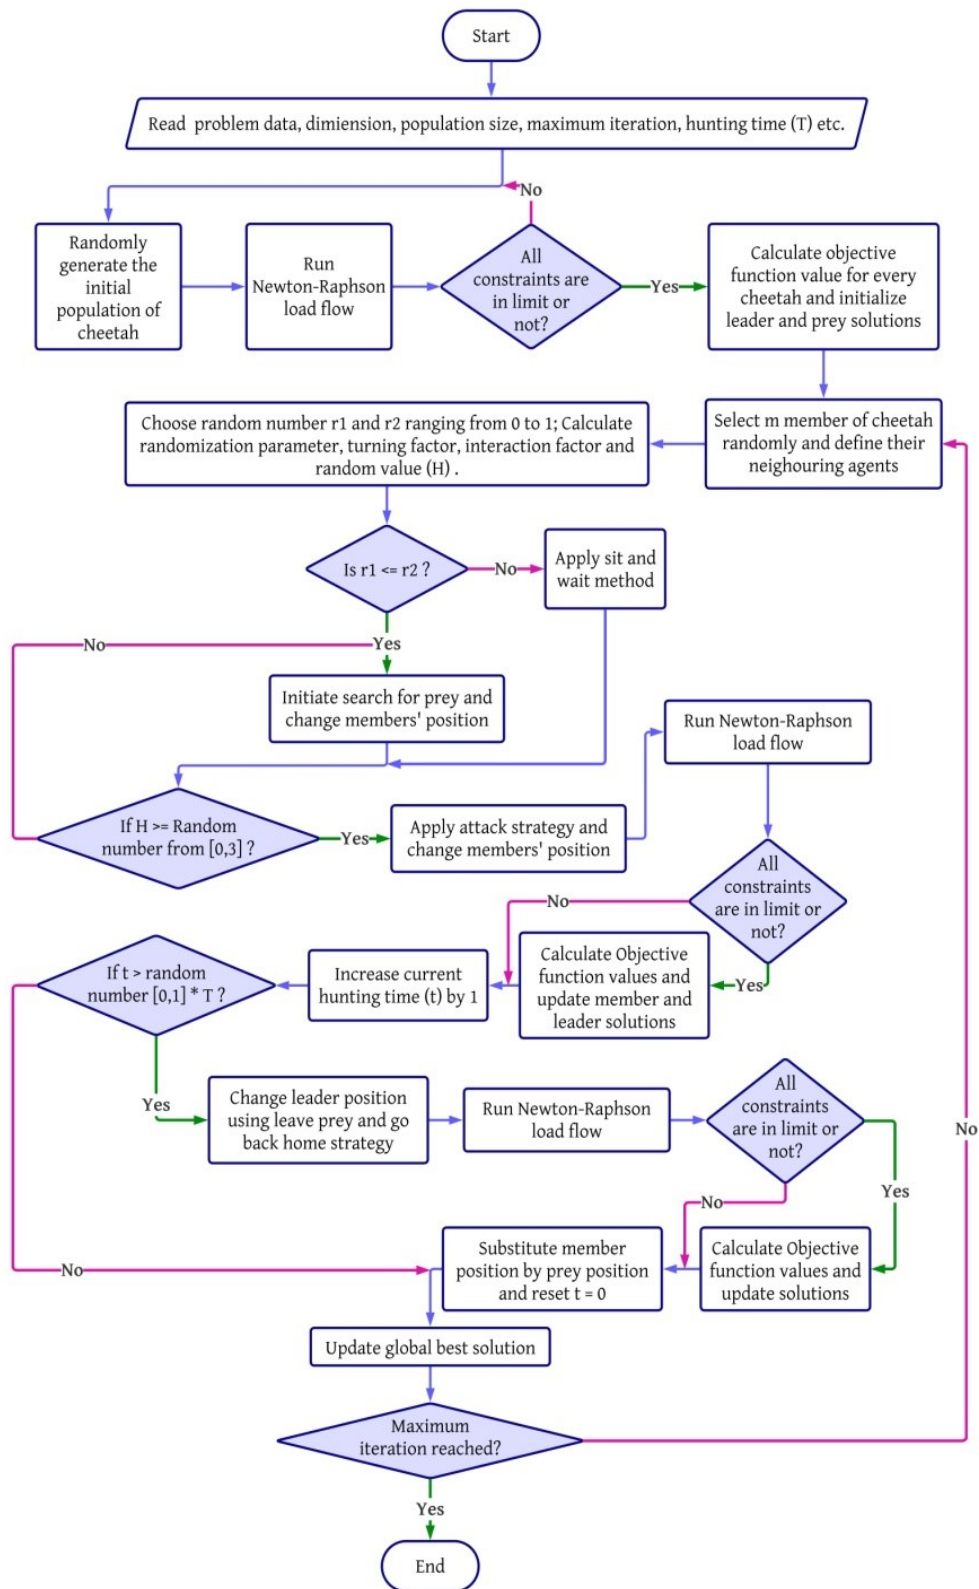 Start
Read problem data, dimiension, population size, maximum iteration, hunting time (T) etc.
No
Randomly
generate the
initial
population of
cheetah
Run
Newton-Raphson
load flow
All
constraints are
in limit or
not?
Yes
Calculate objective
function value for every
cheetah and initialize
leader and prey solutions
Select m member of cheetah
randomly and define their
neighouring agents
Choose random number r1 and r2 ranging from 0 to 1; Calculate
randomization parameter, turning factor, interaction factor and
random value (H) .
Is r1 <= r2 ?
No
Apply sit and
wait method
Yes
No
Initiate search for prey and
change members' position
If H >= Random
number from [0,3] ?
Yes
Apply attack strategy and
change members' position
Run Newton-Raphson
load flow
All
constraints
are in limit or
not?
No
Yes
Calculate Objective
function values and
update member and
leader solutions
Increase current
hunting time (t) by 1
If t > random
number [0,1] * T ?
Yes
Change leader position
using leave prey and go
back home strategy
Run Newton-Raphson
load flow
All
constraints
are in limit or
not?
No
Yes
No
Calculate Objective
function values and
update solutions
Substitute member
position by prey position
and reset t = 0
No
Update global best solution
Maximum
iteration reached?
Yes
End